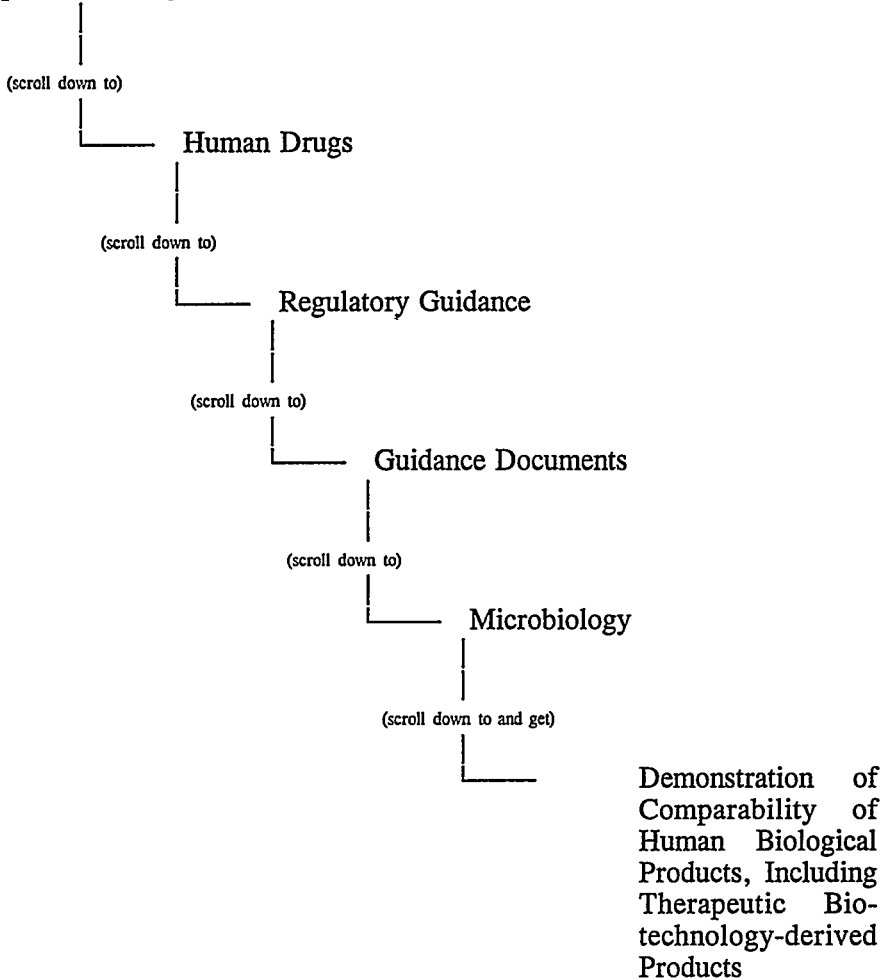 (scroll down to)
Human Drugs
(scroll down to)
Regulatory Guidance
(scroll down to)
Guidance Documents
(scroll down to)
Microbiology
(scroll down to and get)
Demonstration of
Comparability of
Human Biological
Products, Including
Therapeutic Bio-
technology-derived
Products